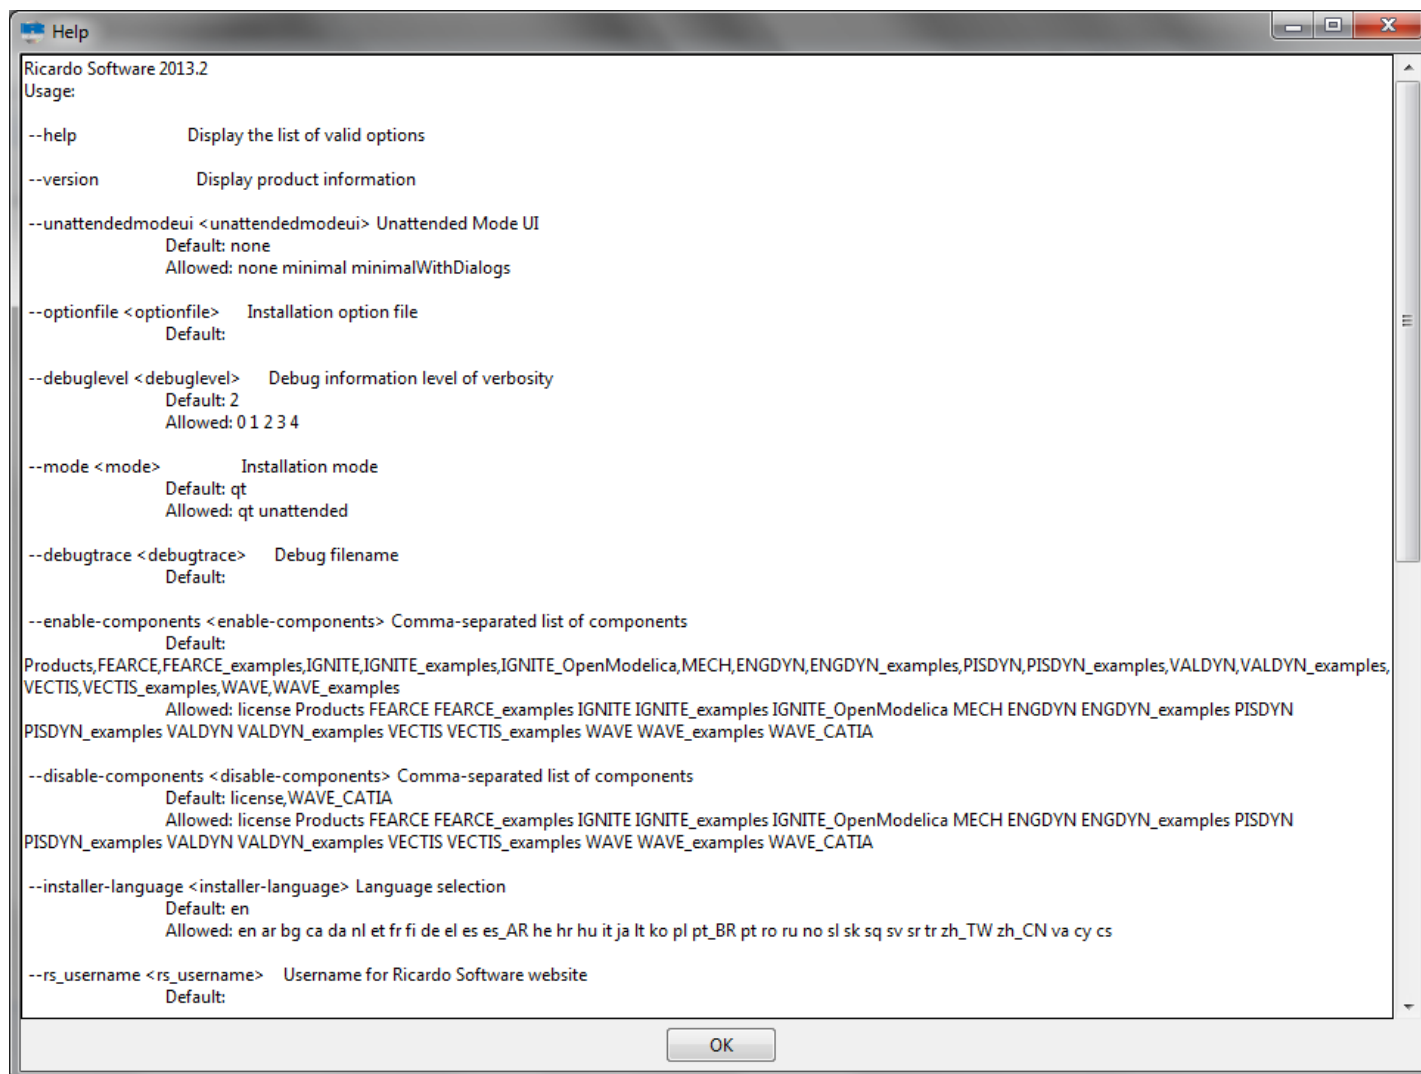 Help
Ricardo Software 2013.2
Usage:
--help Display the list of valid options
--version Display product information
--unattendedmodeui <unattendedmodeui> Unattended Mode UI
Default: none
Allowed: none minimal minimalWithDialogs
--optionfile <optionfile> Installation option file
Default:
--debuglevel <debuglevel> Debug information level of verbosity
Default: 2
Allowed: 0 1 2 3 4
--mode <mode> Installation mode
Default: qt
Allowed: qt unattended
--debugtrace <debugtrace> Debug filename
Default:
--enable-components <enable-components> Comma-separated list of components
Default:
Products,FEARCE,FEARCE_examples,IGNITE,IGNITE_examples,IGNITE_OpenModelica,MECH,ENGDYN,ENGDYN_examples,PISDYN,PISDYN_examples,VALDYN,VALDYN_examples,
VECTIS,VECTIS_examples,WAVE,WAVE_examples
Allowed: license Products FEARCE FEARCE_examples IGNITE IGNITE_examples IGNITE_OpenModelica MECH ENGDYN ENGDYN_examples PISDYN
PISDYN_examples VALDYN VALDYN_examples VECTIS VECTIS_examples WAVE WAVE_examples WAVE_CATIA
--disable-components <disable-components> Comma-separated list of components
Default: license,WAVE_CATIA
Allowed: license Products FEARCE FEARCE_examples IGNITE IGNITE_examples IGNITE_OpenModelica MECH ENGDYN ENGDYN_examples PISDYN
PISDYN_examples VALDYN VALDYN_examples VECTIS VECTIS_examples WAVE WAVE_examples WAVE_CATIA
--installer-language <installer-language> Language selection
Default: en
Allowed: en ar bg ca da nl et fr fi de el es es_AR he hr hu it ja lt ko pl pt_BR pt ro ru no sl sk sq sv sr tr zh_TW zh_CN va cy cs
--rs_username <rs_username> Username for Ricardo Software website
Default:
OK